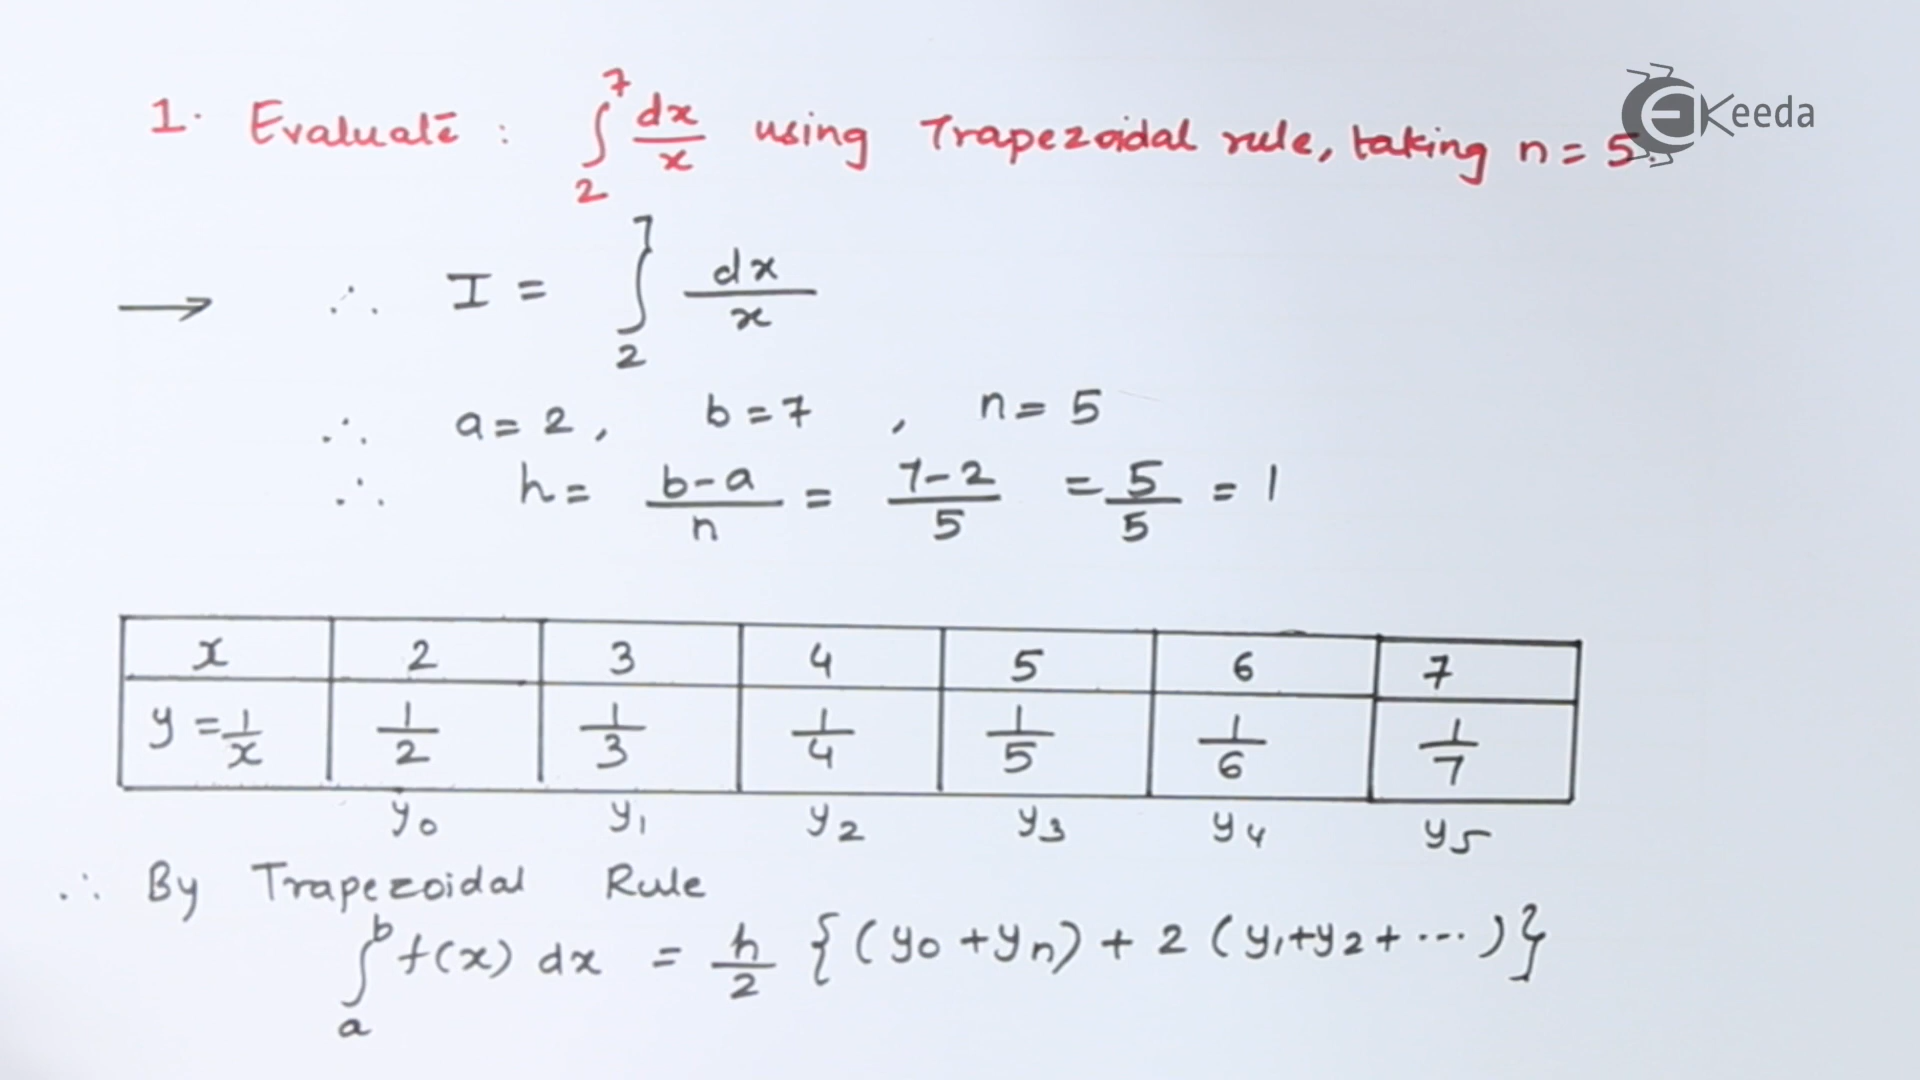 1. Evaluate : ∫₂⁷ dx/x using Trapezoidal rule, taking n = 5.
EKeeda
→ ∴ I = ∫₂⁷ dx/x
∴ a = 2, b = 7, n = 5
∴ h = (b-a)/n = (7-2)/5 = 5/5 = 1
x 2 3 4 5 6 7
y = 1/x 1/2 1/3 1/4 1/5 1/6 1/7
y₀ y₁ y₂ y₃ y₄ y₅
∴ By Trapezoidal Rule
∫ₐᵇ f(x) dx = h/2 {(y₀ + yₙ) + 2 (y₁ + y₂ + ...)}